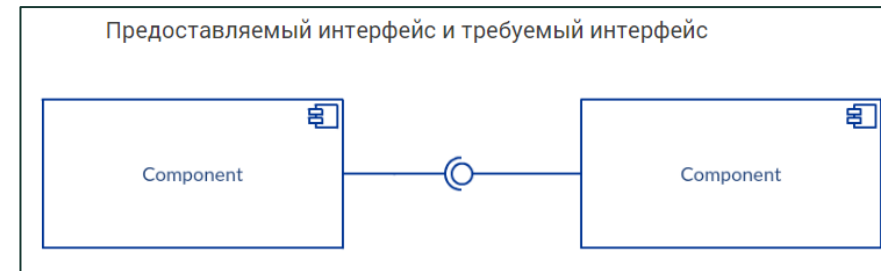 Предоставляемый интерфейс и требуемый интерфейс
Component
Component